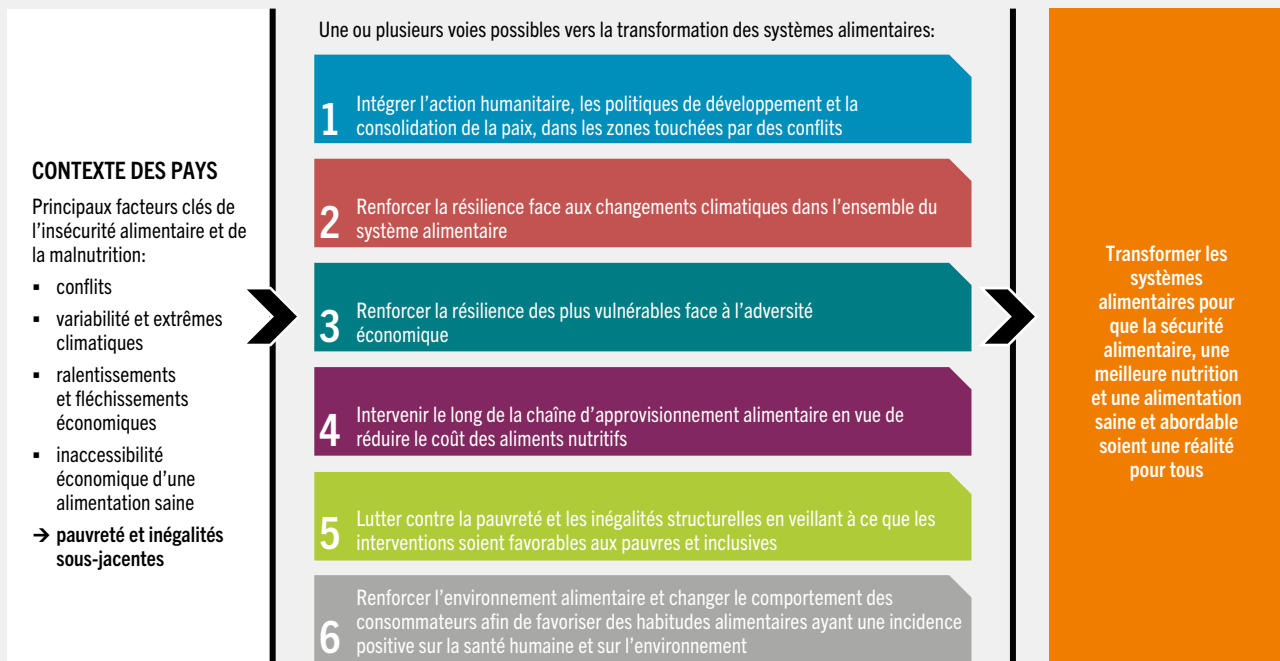 CONTEXTE DES PAYS
Principaux facteurs clés de
l’insécurité alimentaire et de
la malnutrition:
▪ conflits
▪ variabilité et extrêmes
climatiques
▪ ralentissements
et fléchissements
économiques
▪ inaccessibilité
économique d’une
alimentation saine
→ pauvreté et inégalités
sous-jacentes
Une ou plusieurs voies possibles vers la transformation des systèmes alimentaires:
1 Intégrer l’action humanitaire, les politiques de développement et la
consolidation de la paix, dans les zones touchées par des conflits
2 Renforcer la résilience face aux changements climatiques dans l’ensemble du
système alimentaire
3 Renforcer la résilience des plus vulnérables face à l’adversité
économique
4 Intervenir le long de la chaîne d’approvisionnement alimentaire en vue de
réduire le coût des aliments nutritifs
5 Lutter contre la pauvreté et les inégalités structurelles en veillant à ce que les
interventions soient favorables aux pauvres et inclusives
6 Renforcer l’environnement alimentaire et changer le comportement des
consommateurs afin de favoriser des habitudes alimentaires ayant une incidence
positive sur la santé humaine et sur l’environnement
Transformer les
systèmes
alimentaires pour
que la sécurité
alimentaire, une
meilleure nutrition
et une alimentation
saine et abordable
soient une réalité
pour tous